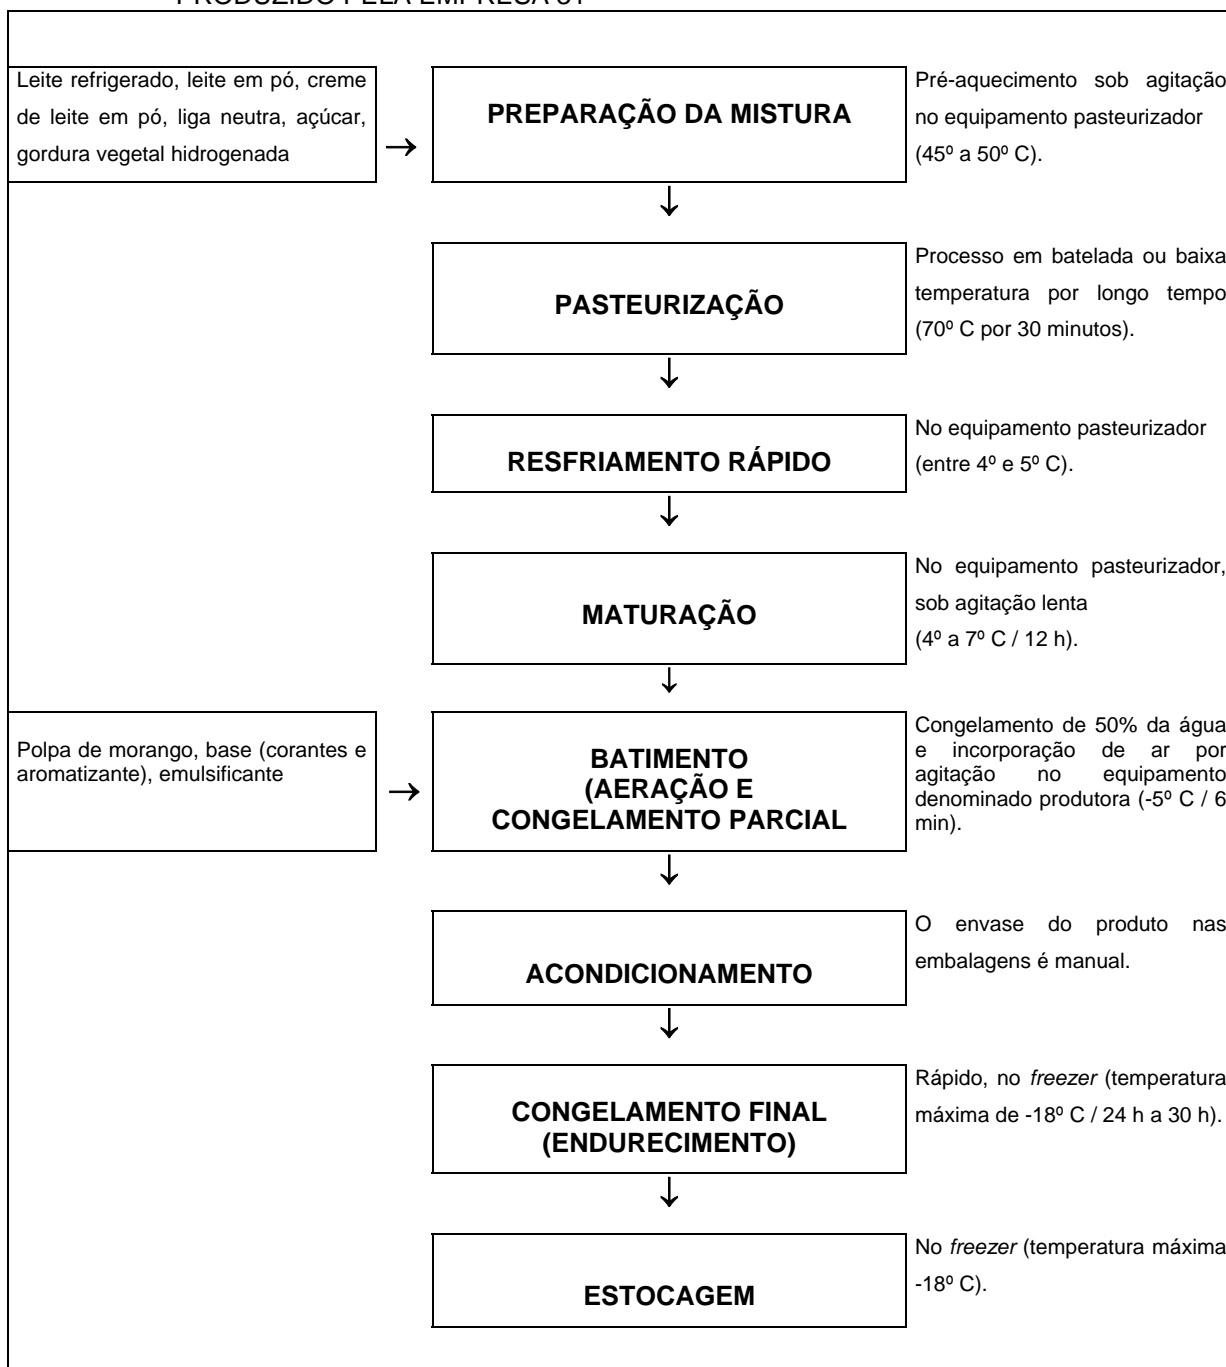 Leite refrigerado, leite em pó, creme
de leite em pó, liga neutra, açúcar,
gordura vegetal hidrogenada
→
PREPARAÇÃO DA MISTURA
Pré-aquecimento sob agitação
no equipamento pasteurizador
(45º a 50º C).
↓
PASTEURIZAÇÃO
Processo em batelada ou baixa
temperatura por longo tempo
(70º C por 30 minutos).
↓
RESFRIAMENTO RÁPIDO
No equipamento pasteurizador
(entre 4º e 5º C).
↓
MATURAÇÃO
No equipamento pasteurizador,
sob agitação lenta
(4º a 7º C / 12 h).
↓
Polpa de morango, base (corantes e
aromatizante), emulsificante
→
BATIMENTO
(AERAÇÃO E
CONGELAMENTO PARCIAL
Congelamento de 50% da água
e incorporação de ar por
agitação no equipamento
denominado produtora (-5º C / 6
min).
↓
ACONDICIONAMENTO
O envase do produto nas
embalagens é manual.
↓
CONGELAMENTO FINAL
(ENDURECIMENTO)
Rápido, no freezer (temperatura
máxima de -18º C / 24 h a 30 h).
↓
ESTOCAGEM
No freezer (temperatura máxima
-18º C).